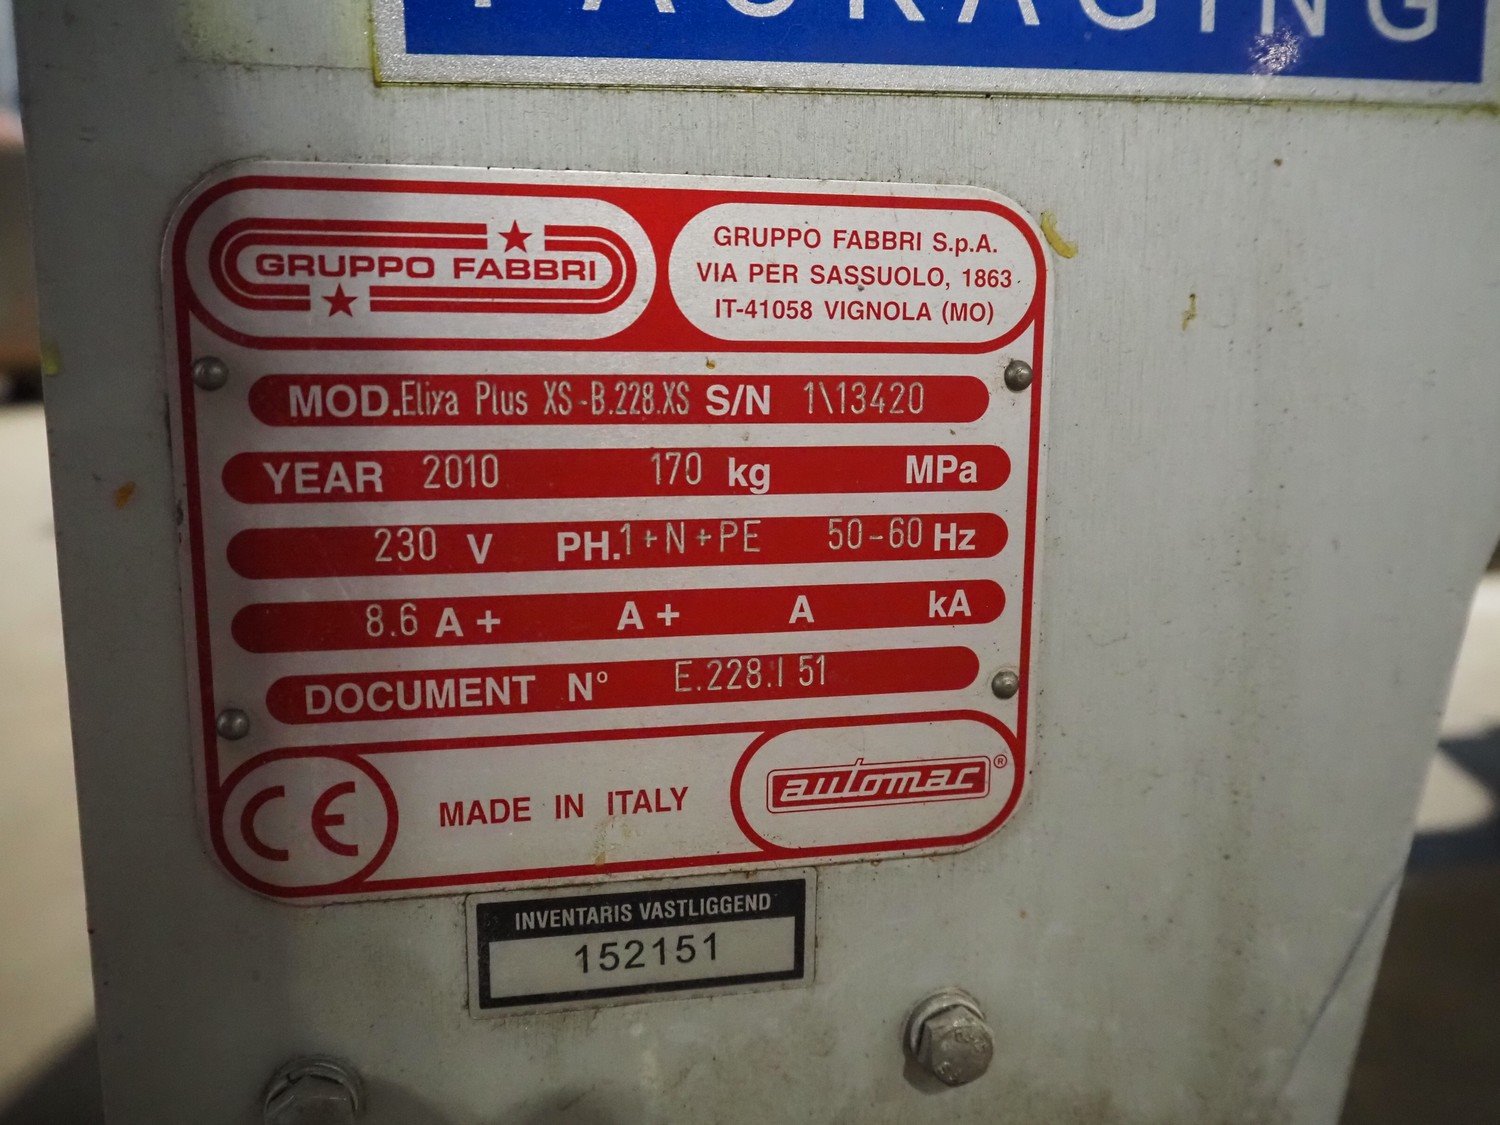 PACKAGING
GRUPPO FABBRI
GRUPPO FABBRI S.p.A.
VIA PER SASSUOLO, 1863
IT-41058 VIGNOLA (MO)
MOD. Elixa Plus XS-B.228.XS S/N 1\13420
YEAR 2010 170 kg MPa
230 V PH. 1+N+PE 50-60 Hz
8.6 A+ A+ A kA
DOCUMENT N° E.228.I 51
CE MADE IN ITALY automac®
INVENTARIS VASTLIGGEND
152151